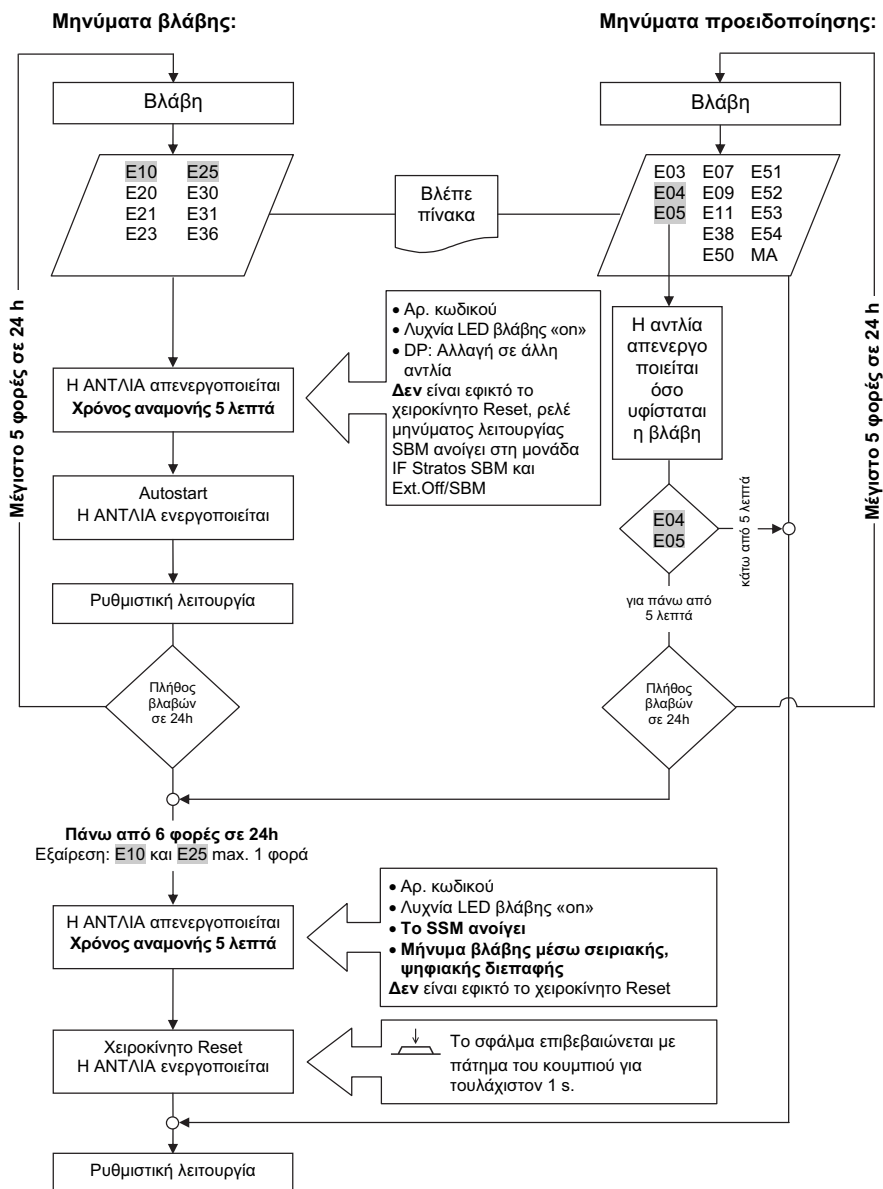 Μηνύματα βλάβης:
Μηνύματα προειδοποίησης:
Βλάβη
Βλάβη
E10 E25
E20 E30
E21 E31
E23 E36
Βλέπε
πίνακα
E03 E07 E51
E04 E09 E52
E05 E11 E53
E38 E54
E50 MA
Μέγιστο 5 φορές σε 24 h
Μέγιστο 5 φορές σε 24 h
• Αρ. κωδικού
• Λυχνία LED βλάβης «on»
• DP: Αλλαγή σε άλλη
αντλία
Δεν είναι εφικτό το
χειροκίνητο Reset, ρελέ
μηνύματος λειτουργίας
SBM ανοίγει στη μονάδα
IF Stratos SBM και
Ext.Off/SBM
Η αντλία
απενεργο
ποιείται
όσο
υφίσταται
η βλάβη
Η ΑΝΤΛΙΑ απενεργοποιείται
Χρόνος αναμονής 5 λεπτά
Autostart
Η ΑΝΤΛΙΑ ενεργοποιείται
E04
E05
κάτω από 5 λεπτά
Ρυθμιστική λειτουργία
για πάνω από
5 λεπτά
Πλήθος
βλαβών
σε 24h
Πλήθος
βλαβών
σε 24h
Πάνω από 6 φορές σε 24h
Εξαίρεση: E10 και E25 max. 1 φορά
Η ΑΝΤΛΙΑ απενεργοποιείται
Χρόνος αναμονής 5 λεπτά
• Αρ. κωδικού
• Λυχνία LED βλάβης «on»
• Το SSM ανοίγει
• Μήνυμα βλάβης μέσω σειριακής,
ψηφιακής διεπαφής
Δεν είναι εφικτό το χειροκίνητο Reset
Χειροκίνητο Reset
Η ΑΝΤΛΙΑ ενεργοποιείται
Το σφάλμα επιβεβαιώνεται με
πάτημα του κουμπιού για
τουλάχιστον 1 s.
Ρυθμιστική λειτουργία